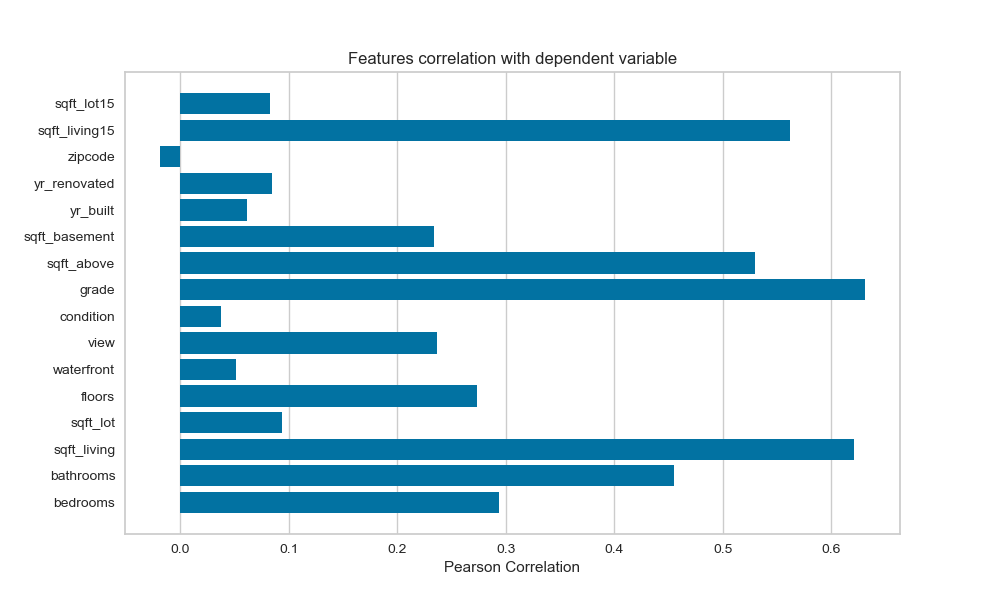 Features correlation with dependent variable
sqft_lot15
sqft_living15
zipcode
yr_renovated
yr_built
sqft_basement
sqft_above
grade
condition
view
waterfront
floors
sqft_lot
sqft_living
bathrooms
bedrooms
0.0 0.1 0.2 0.3 0.4 0.5 0.6
Pearson Correlation